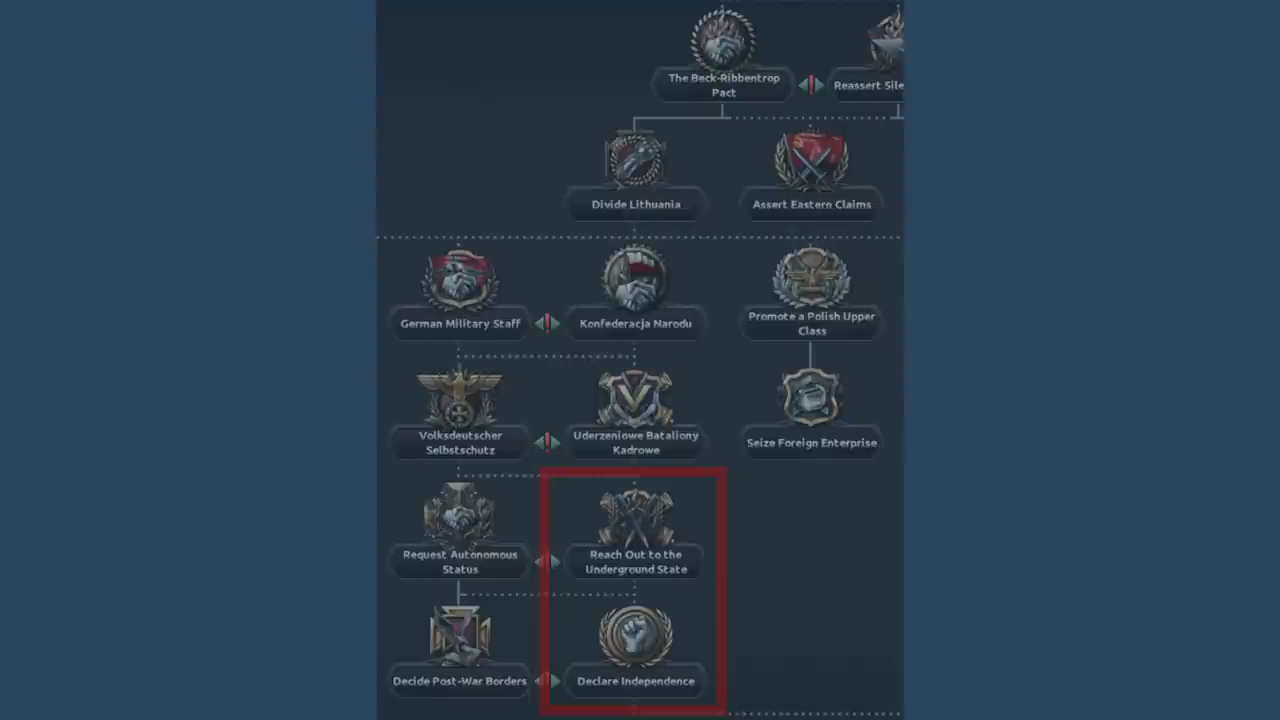 The Beck-Ribbentrop
Pact
Reassert Sile
Divide Lithuania
Assert Eastern Claims
German Military Staff
Konfederacja Narodu
Promote a Polish Upper
Class
Volksdeutscher
Selbstschutz
Uderzeniowe Bataliony
Kadrowe
Seize Foreign Enterprise
Request Autonomous
Status
Reach Out to the
Underground State
Decide Post-War Borders
Declare Independence